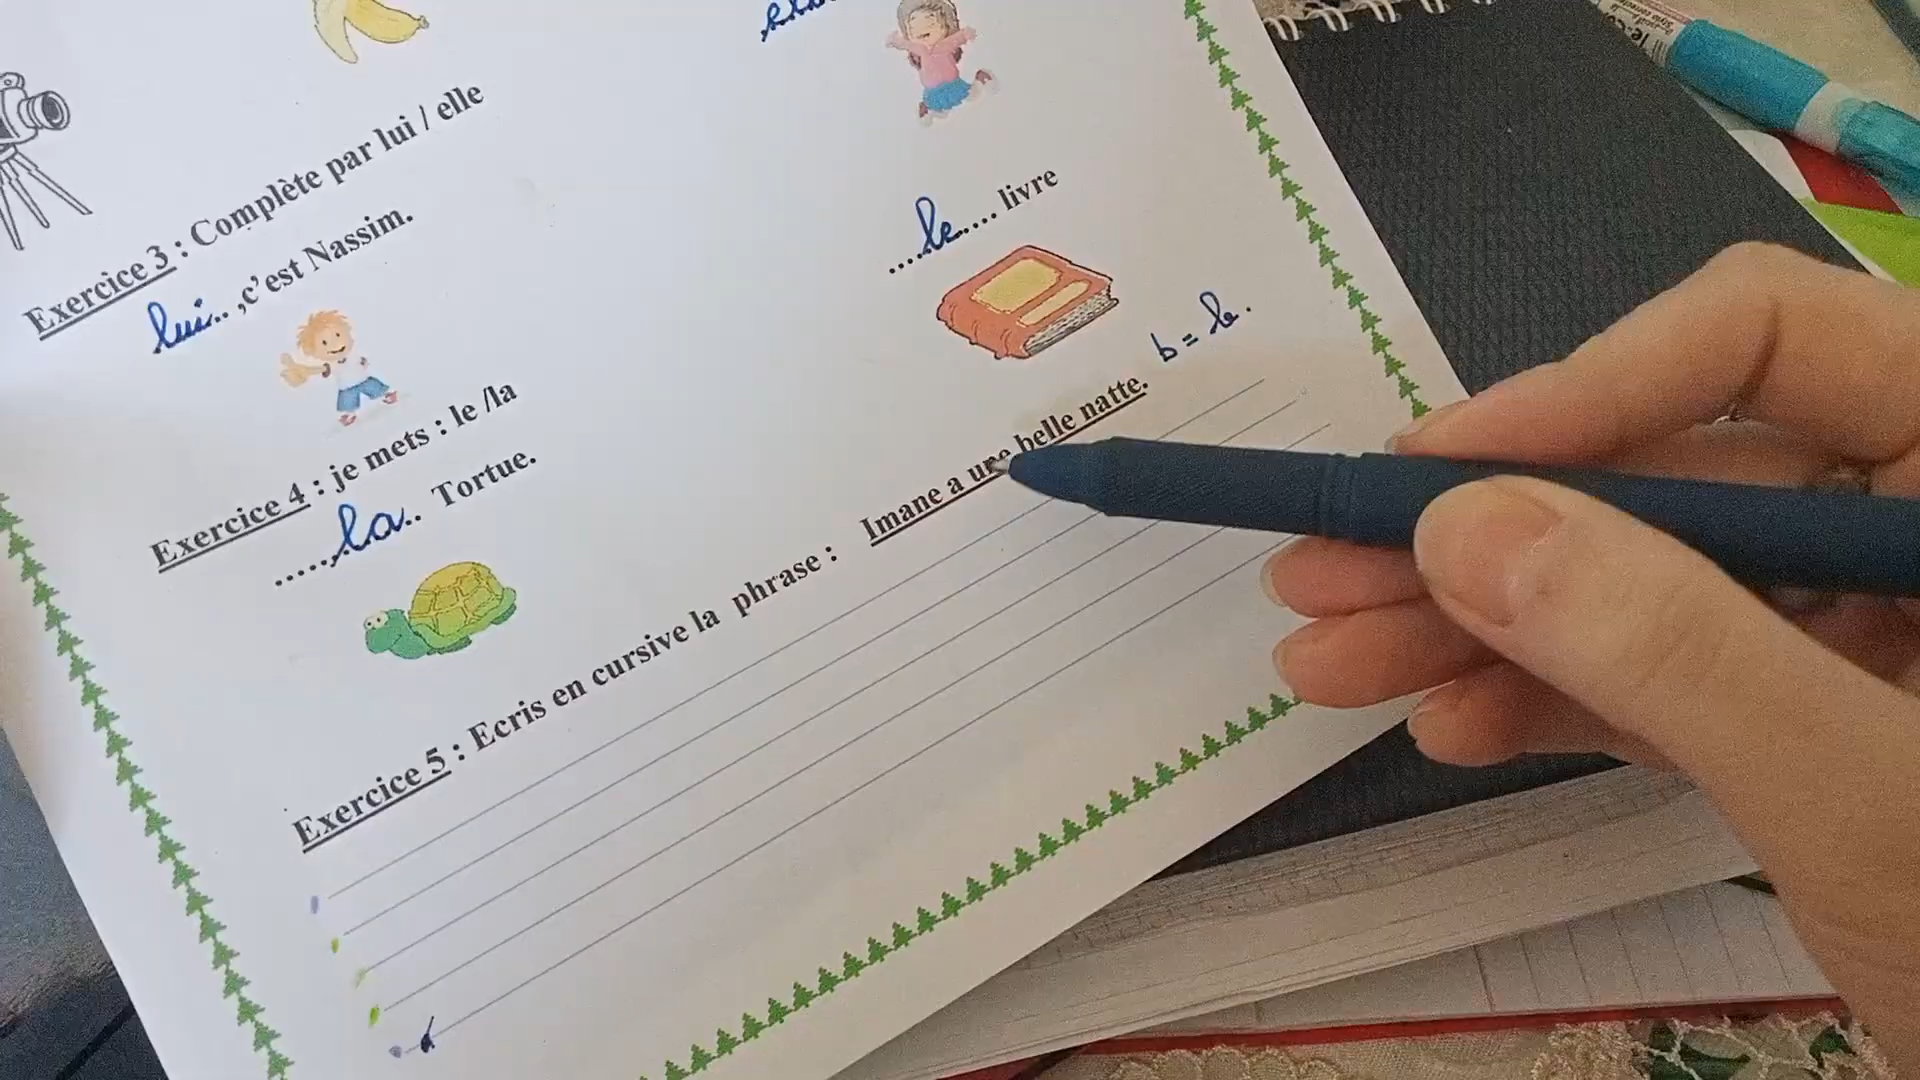 Exercice 3 : Complète par lui / elle
lui.. ,c'est Nassim.
Exercice 4 : je mets : le /la
.....la.. Tortue.
....le.... livre
b = b.
Exercice 5 : Ecris en cursive la phrase : Imane a une belle natte.